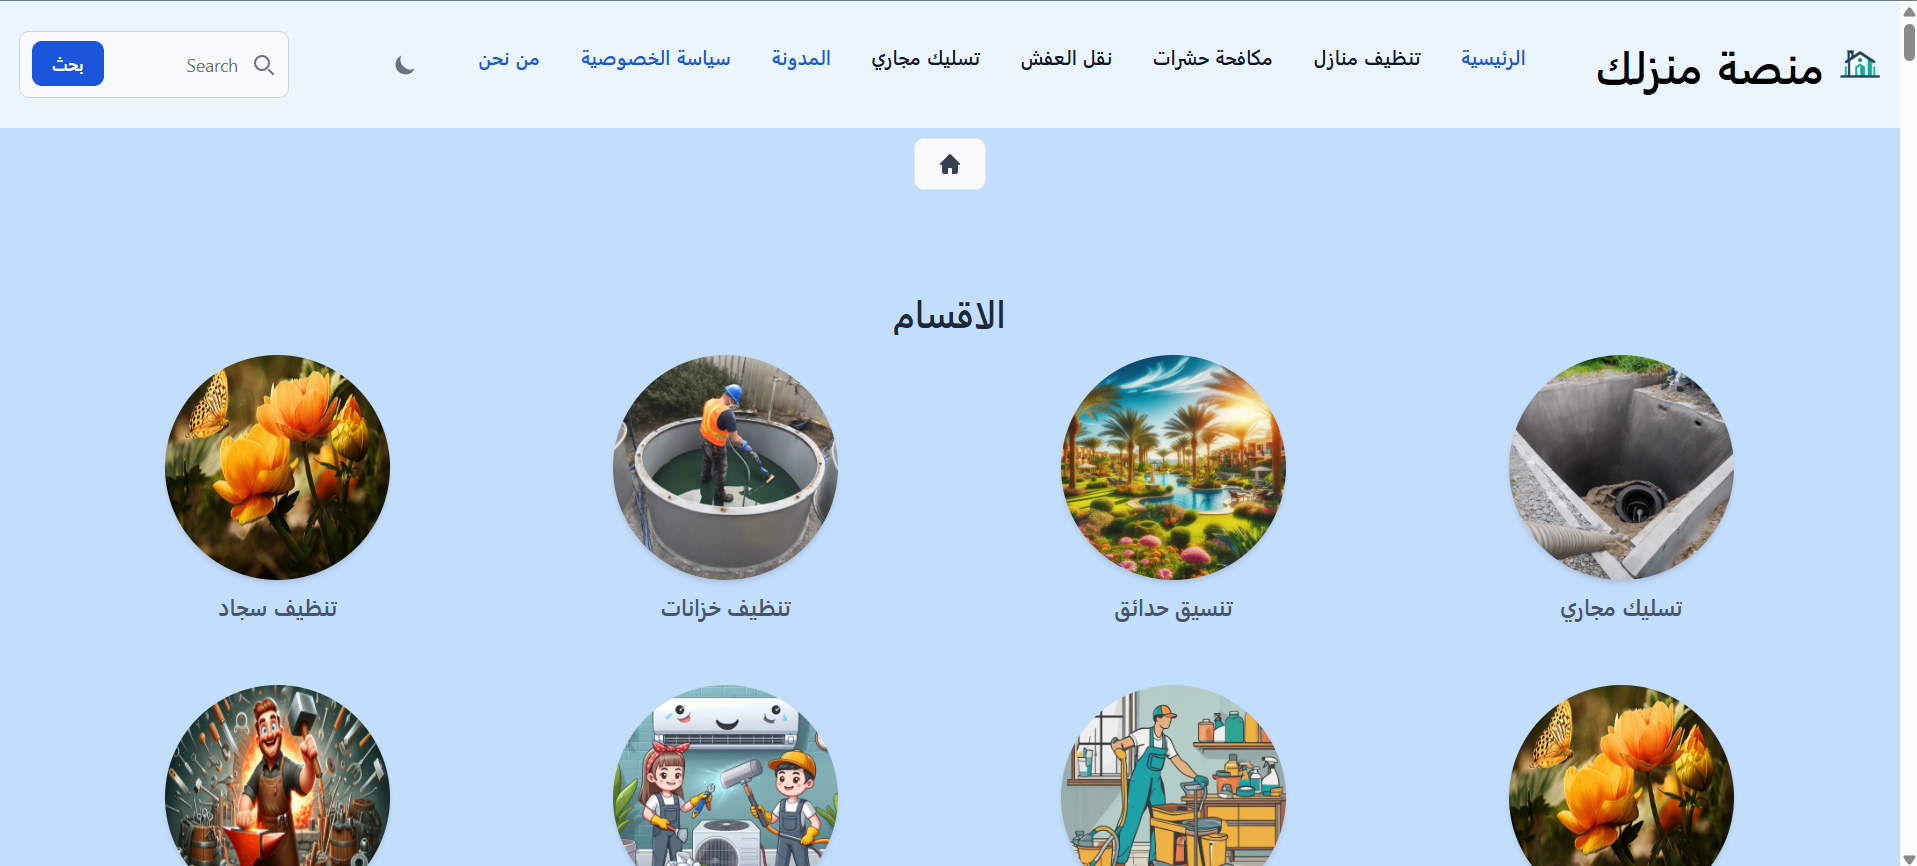 منصة منزلك
الرئيسية
تنظيف منازل
مكافحة حشرات
نقل العفش
تسليك مجاري
المدونة
سياسة الخصوصية
من نحن
Search
بحث
الاقسام
تسليك مجاري
تنسيق حدائق
تنظيف خزانات
تنظيف سجاد